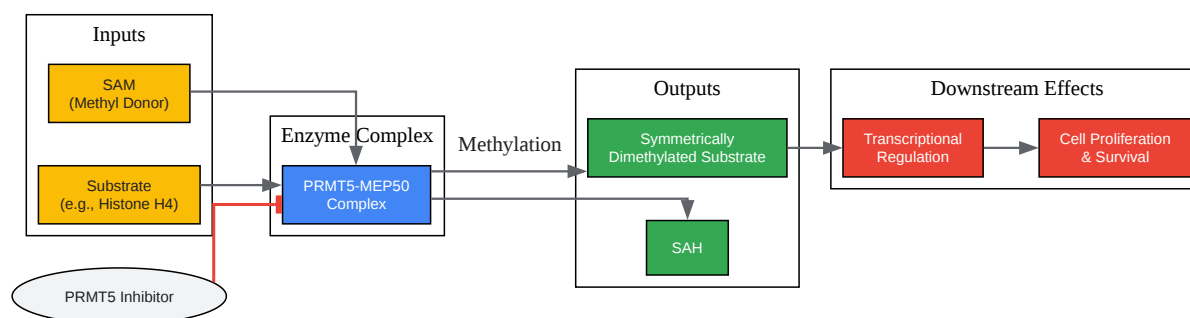 Inputs
SAM
(Methyl Donor)
Substrate
(e.g., Histone H4)
PRMT5 Inhibitor
Enzyme Complex
PRMT5-MEP50
Complex
Methylation
Outputs
Symmetrically
Dimethylated Substrate
SAH
Downstream Effects
Transcriptional
Regulation
Cell Proliferation
& Survival